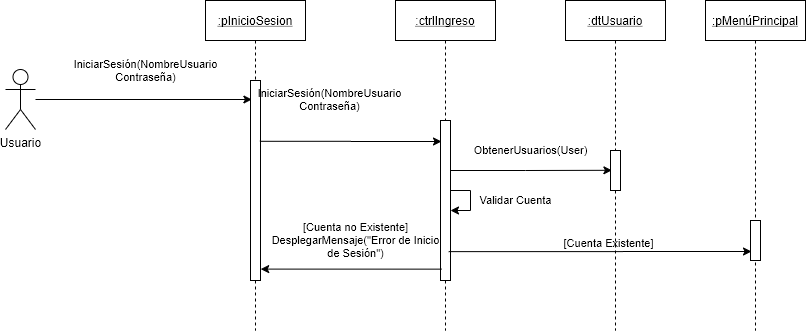 :pInicioSesion
:ctrlIngreso
:dtUsuario
:pMenúPrincipal
IniciarSesión(NombreUsuario
Contraseña)
Usuario
IniciarSesión(NombreUsuario
Contraseña)
ObtenerUsuarios(User)
Validar Cuenta
[Cuenta no Existente]
DesplegarMensaje("Error de Inicio
de Sesión")
[Cuenta Existente]